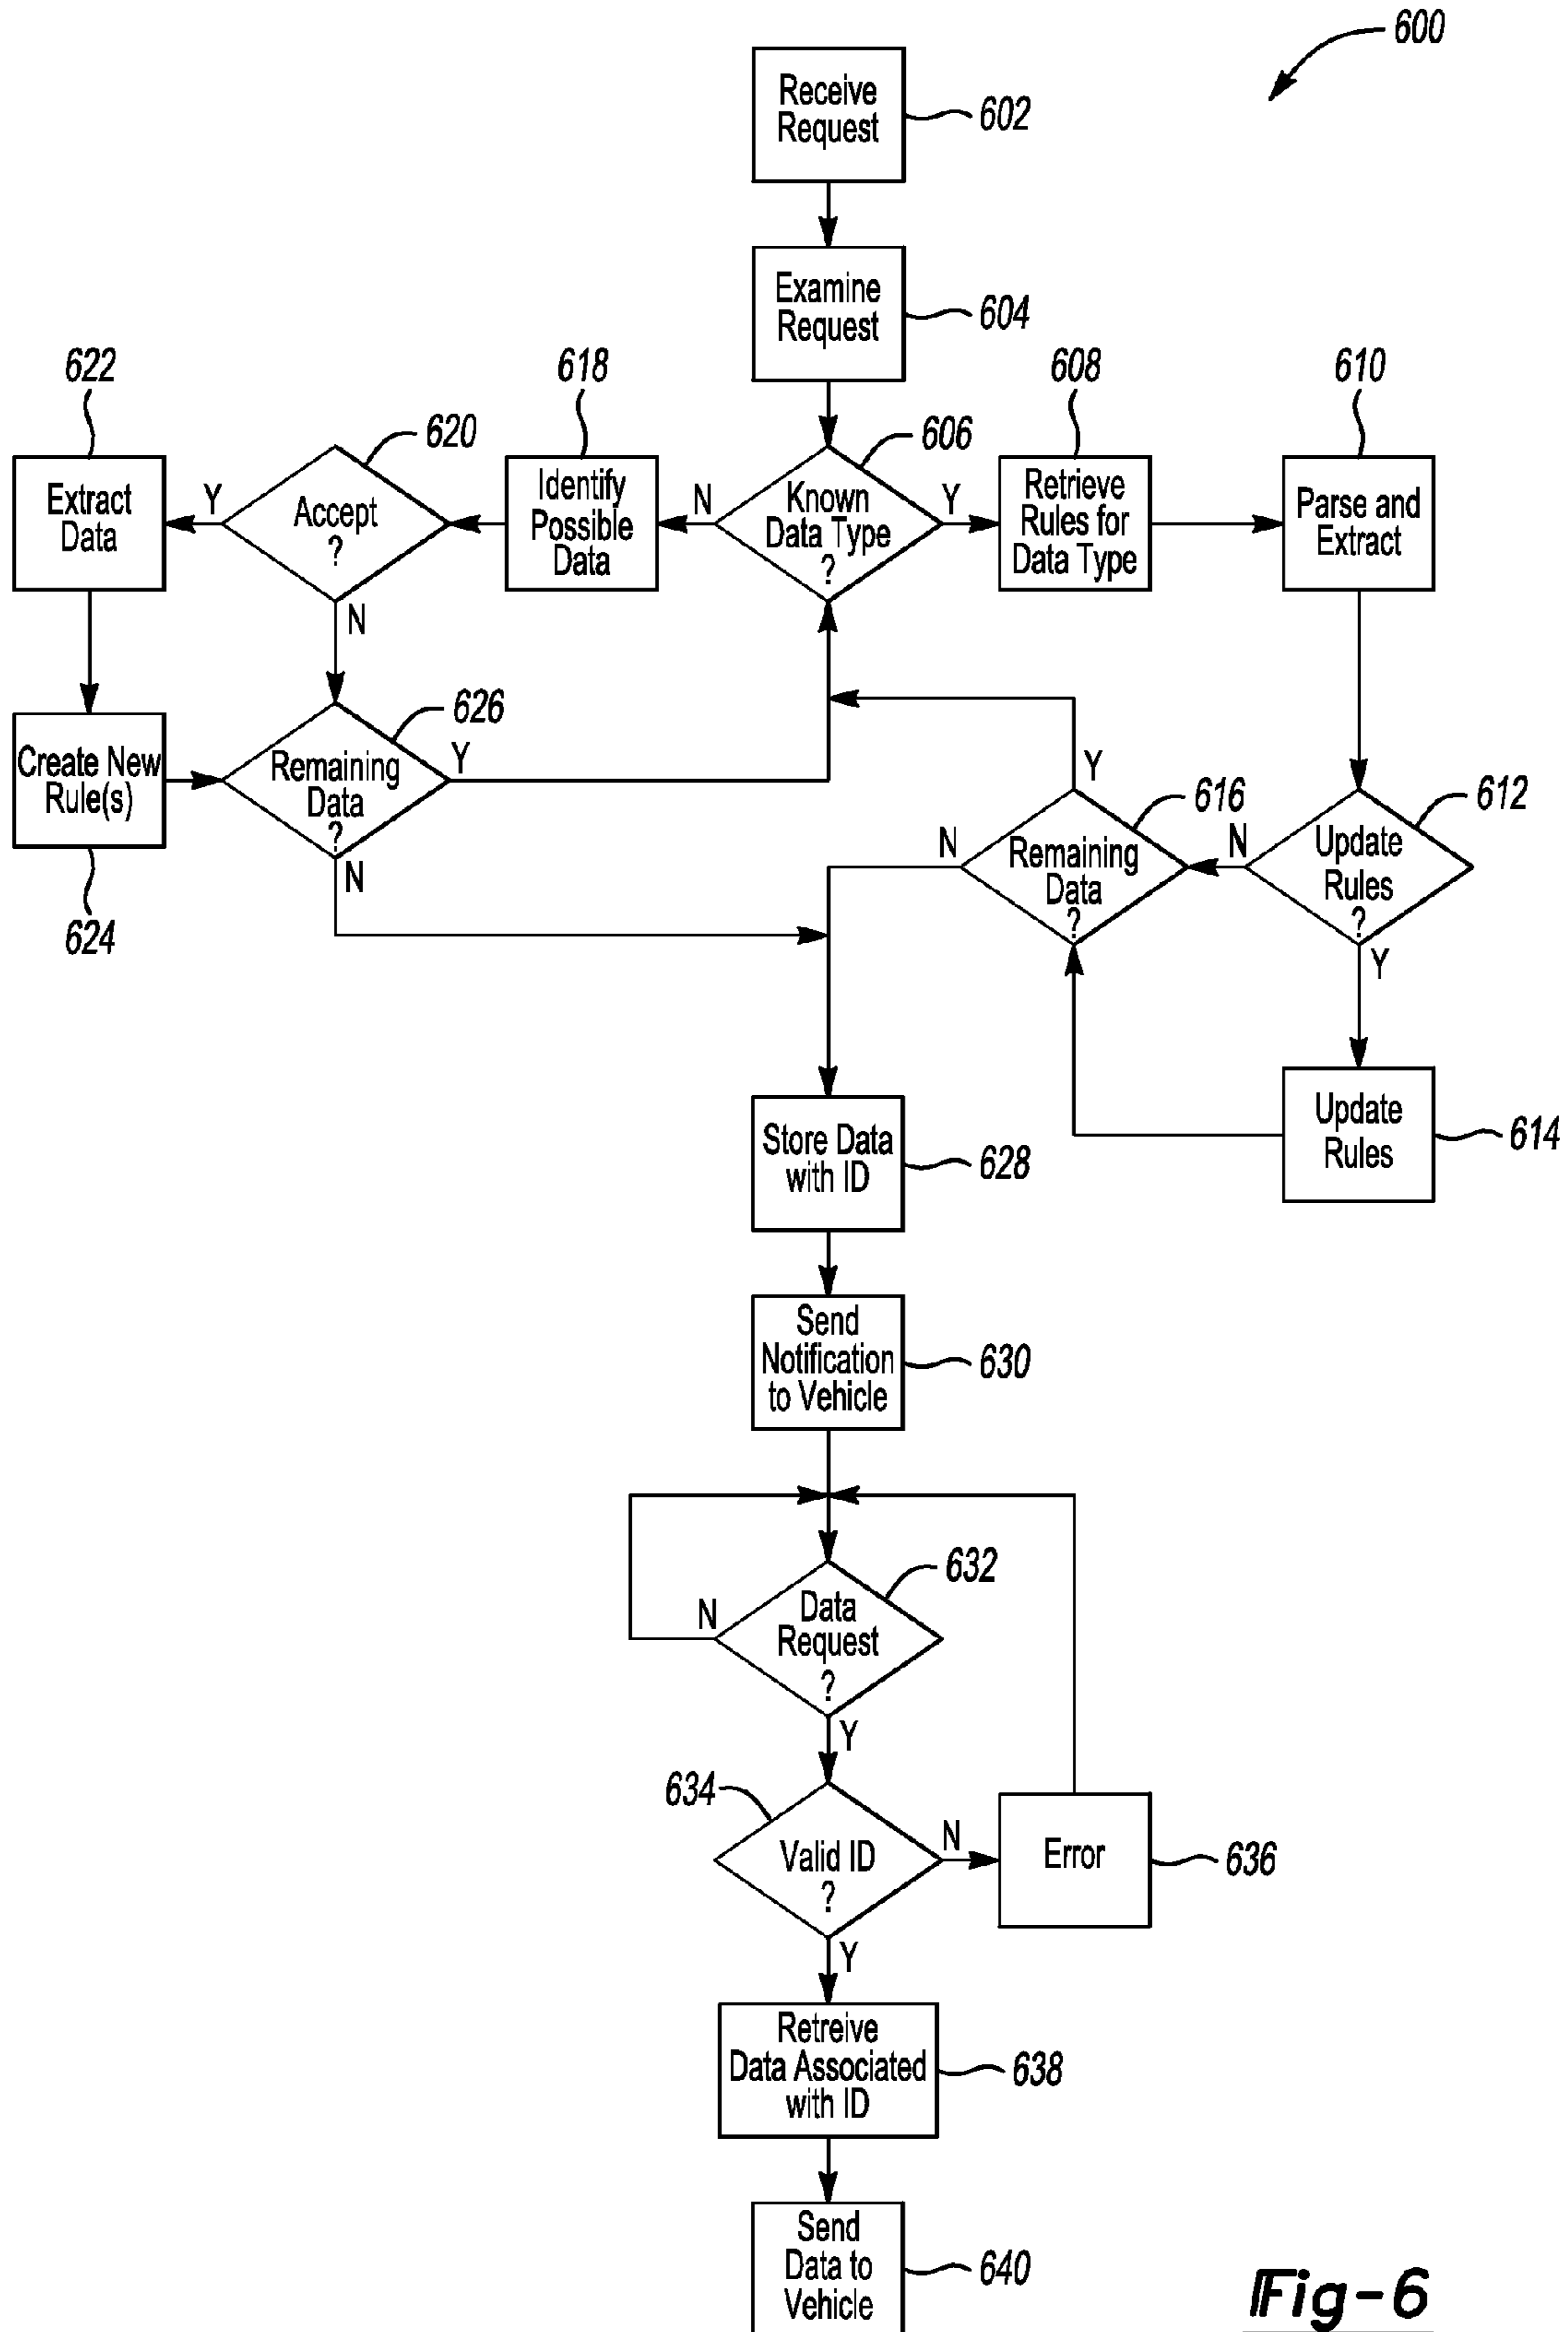 600
Receive
Request
602
Examine
Request
604
622
618
608
610
620
606
Extract
Data
Y
Accept
?
Identify
Possible
Data
N
Known
Data Type
?
Y
Retrieve
Rules for
Data Type
Parse and
Extract
N
626
Create New
Rule(s)
Remaining
Data
?
Y
Y
616
612
N
Remaining
Data
?
N
Update
Rules
?
N
624
Y
Store Data
with ID
628
Update
Rules
614
Send
Notification
to Vehicle
630
632
N
Data
Request
?
Y
634
Valid ID
?
N
Error
636
Y
Retreive
Data Associated
with ID
638
Send
Data to
Vehicle
640
Fig-6